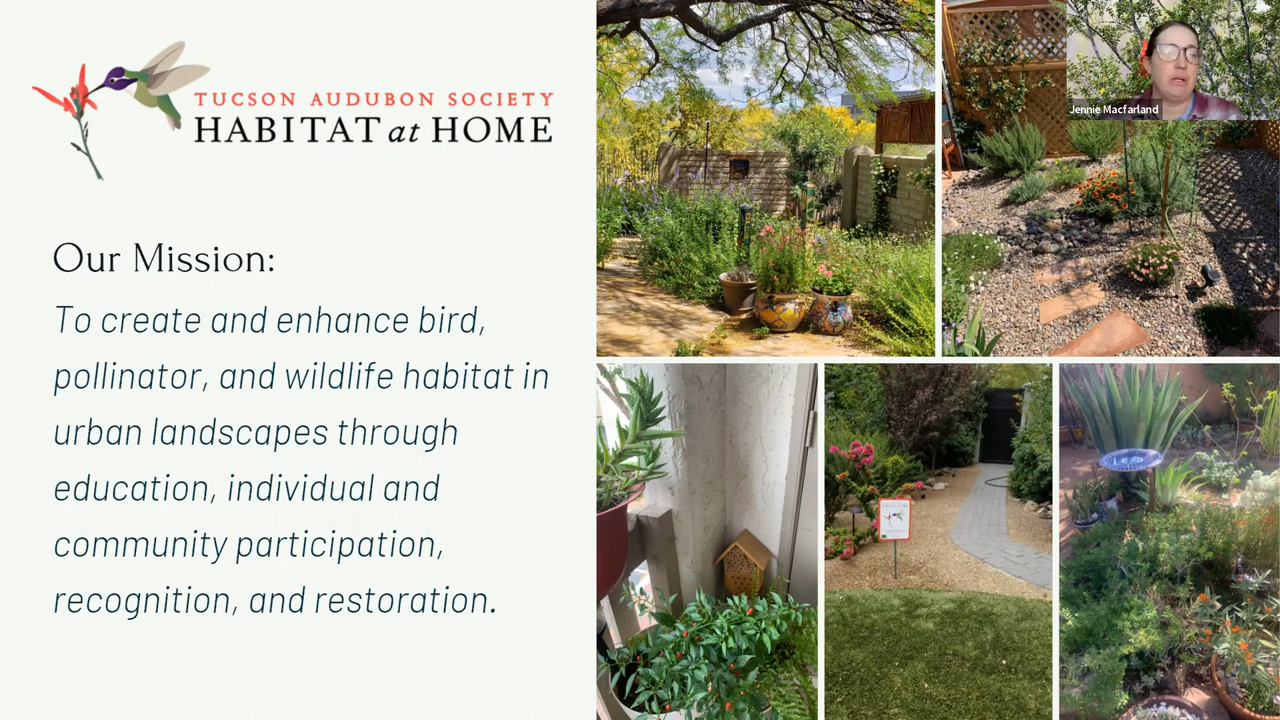 TUCSON AUDUBON SOCIETY
HABITAT at HOME
Our Mission:
To create and enhance bird,
pollinator, and wildlife habitat in
urban landscapes through
education, individual and
community participation,
recognition, and restoration.
Jennie Macfarland